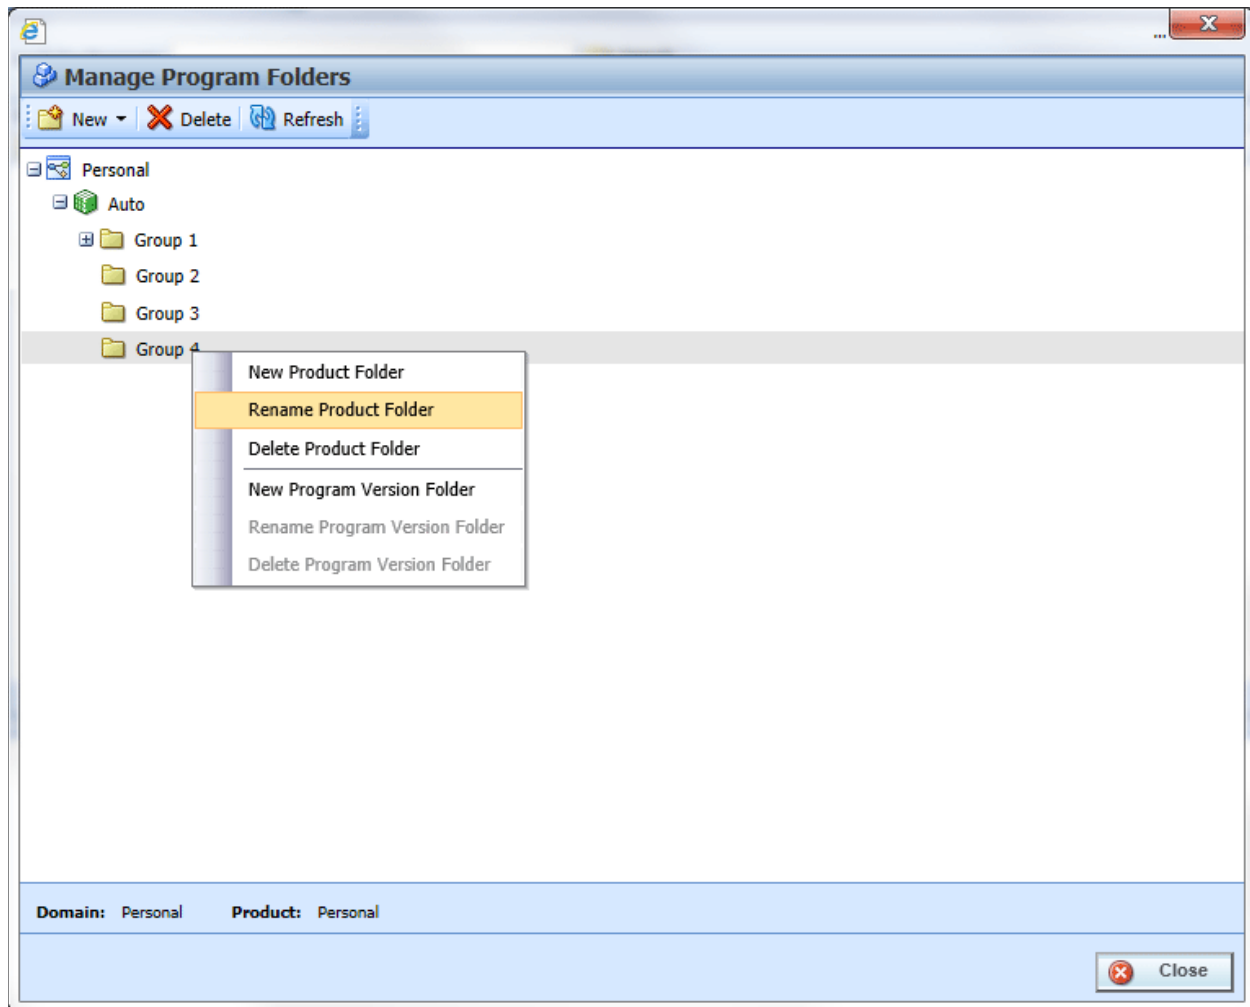 ...
Manage Program Folders
New Delete Refresh
Personal
Auto
Group 1
Group 2
Group 3
Group 4
New Product Folder
Rename Product Folder
Delete Product Folder
New Program Version Folder
Rename Program Version Folder
Delete Program Version Folder
Domain: Personal Product: Personal
Close